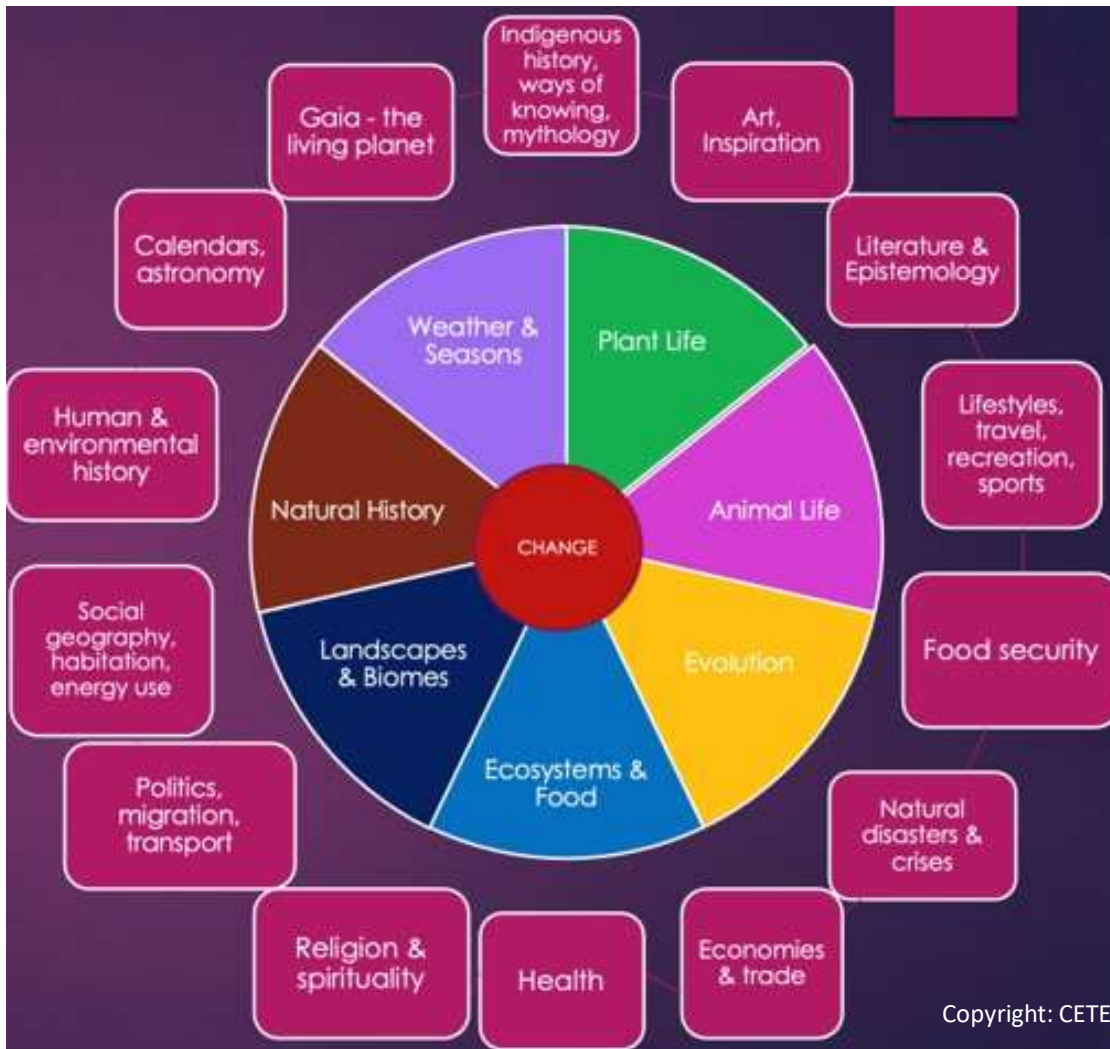 Indigenous
history,
ways of
knowing,
mythology
Art,
Inspiration
Literature &
Epistemology
Lifestyles,
travel,
recreation,
sports
Food security
Natural
disasters &
crises
Economies
& trade
Health
Religion &
spirituality
Politics,
migration,
transport
Social
geography,
habitation,
energy use
Human &
environmental
history
Calendars,
astronomy
Gaia - the
living planet
Weather &
Seasons
Plant Life
Animal Life
Evolution
Ecosystems &
Food
Landscapes
& Biomes
Natural History
CHANGE
Copyright: CETE